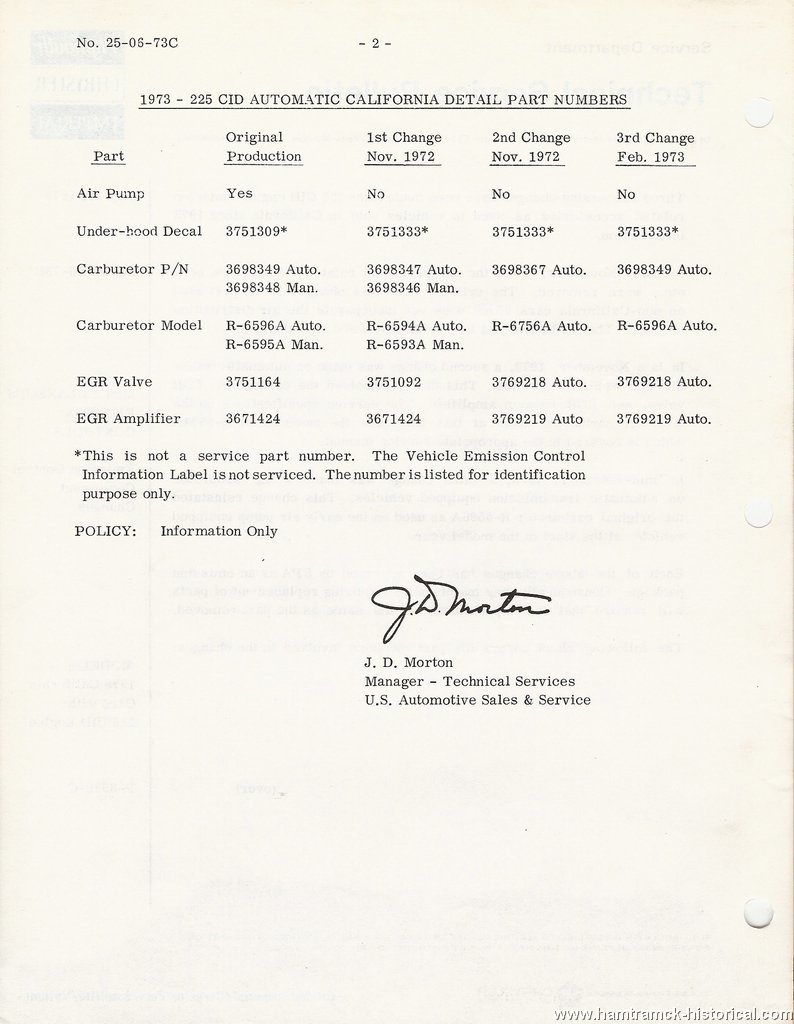 No. 25-06-73C - 2 -
1973 - 225 CID AUTOMATIC CALIFORNIA DETAIL PART NUMBERS
Original 1st Change 2nd Change 3rd Change
Part Production Nov. 1972 Nov. 1972 Feb. 1973
Air Pump Yes No No No
Under-hood Decal 3751309* 3751333* 3751333* 3751333*
Carburetor P/N 3698349 Auto. 3698347 Auto. 3698367 Auto. 3698349 Auto.
3698348 Man. 3698346 Man.
Carburetor Model R-6596A Auto. R-6594A Auto. R-6756A Auto. R-6596A Auto.
R-6595A Man. R-6593A Man.
EGR Valve 3751164 3751092 3769218 Auto. 3769218 Auto.
EGR Amplifier 3671424 3671424 3769219 Auto 3769219 Auto.
*This is not a service part number. The Vehicle Emission Control
Information Label is not serviced. The number is listed for identification
purpose only.
POLICY: Information Only
J.D. Morton
J. D. Morton
Manager - Technical Services
U.S. Automotive Sales & Service
www.hamtramck-historical.com